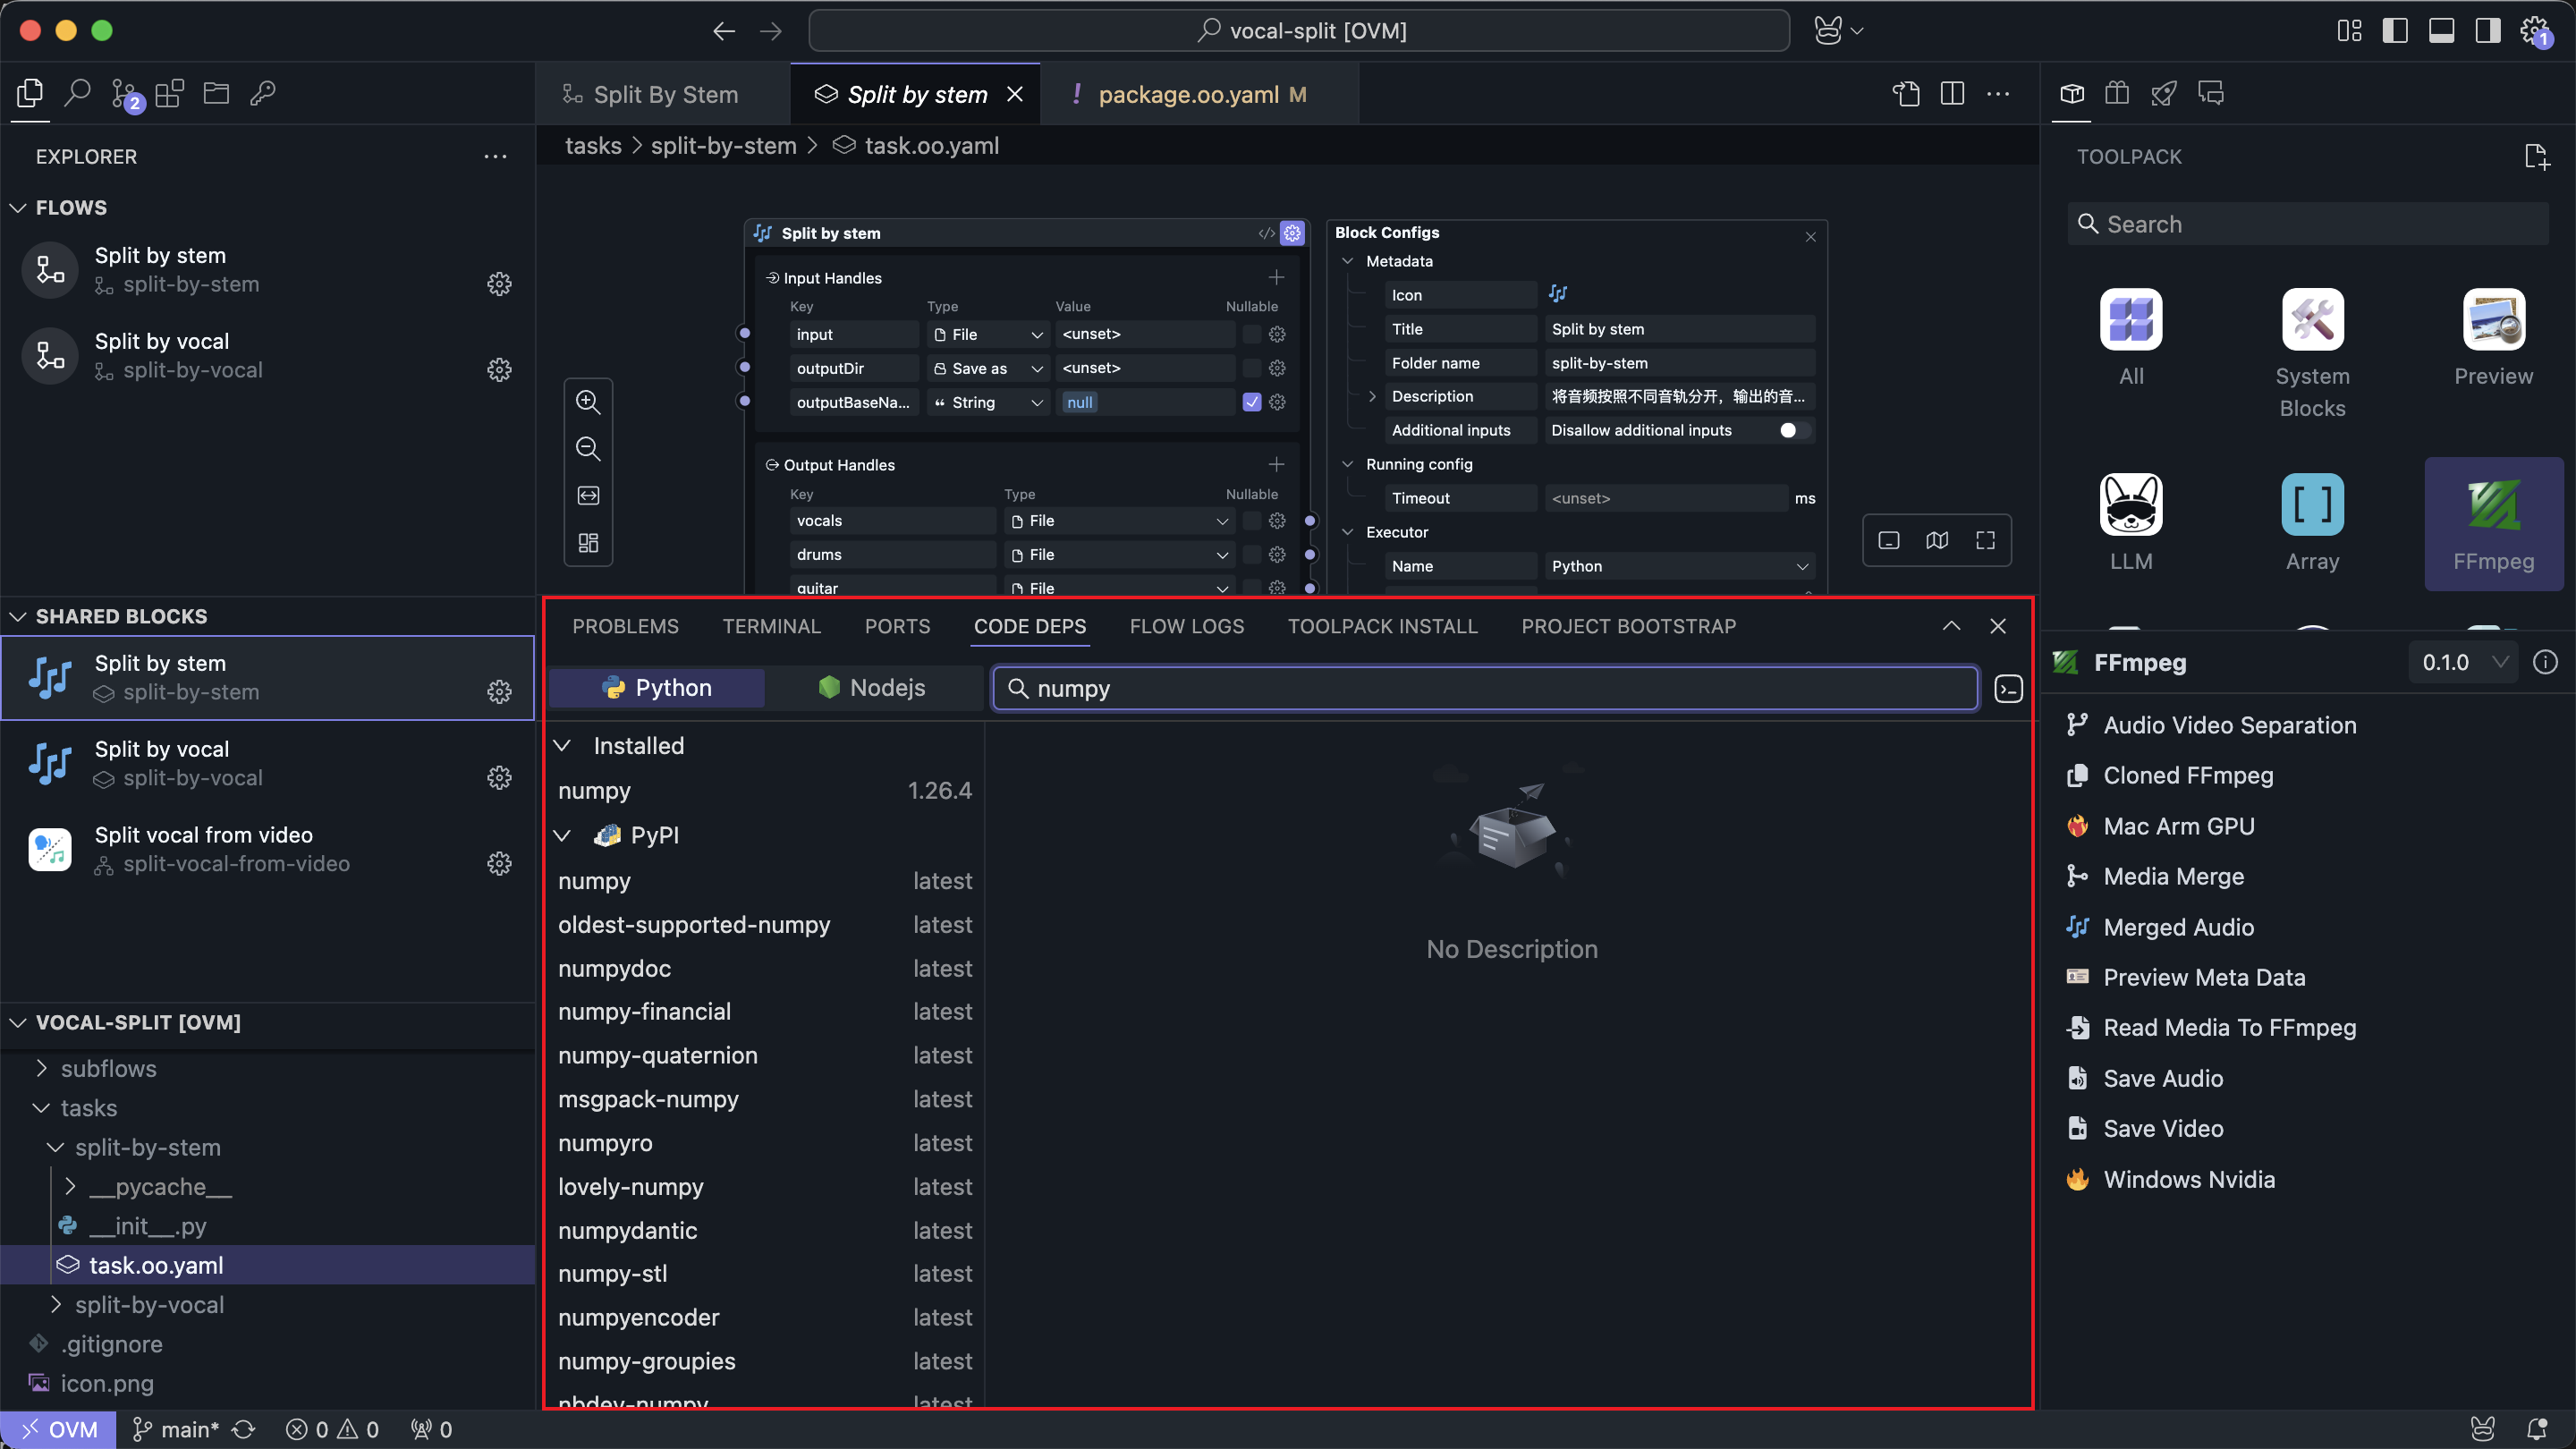 vocal-split [OVM]
1
2
Split By Stem
Split by stem
! package.oo.yaml M
EXPLORER
tasks > split-by-stem > task.oo.yaml
TOOLPACK
FLOWS
Split by stem
split-by-stem
Split by vocal
split-by-vocal
Split by stem
Input Handles
Key Type Value Nullable
input File <unset>
outputDir Save as <unset>
outputBaseNa... String null
Output Handles
Key Type Nullable
vocals File
drums File
guitar File
Block Configs
Metadata
Icon
Title Split by stem
Folder name split-by-stem
Description 将音频按照不同音轨分开，输出的音...
Additional inputs Disallow additional inputs
Running config
Timeout <unset> ms
Executor
Name Python
Search
All
System Blocks
Preview
LLM
Array
FFmpeg
SHARED BLOCKS
Split by stem
split-by-stem
Split by vocal
split-by-vocal
Split vocal from video
split-vocal-from-video
PROBLEMS TERMINAL PORTS CODE DEPS FLOW LOGS TOOLPACK INSTALL PROJECT BOOTSTRAP
Python Nodejs numpy
Installed
numpy 1.26.4
PyPI
numpy latest
oldest-supported-numpy latest
numpydoc latest
numpy-financial latest
numpy-quaternion latest
msgpack-numpy latest
numpyro latest
lovely-numpy latest
numpydantic latest
numpy-stl latest
numpyencoder latest
numpy-groupies latest
nbdev-numpy latest
No Description
FFmpeg 0.1.0
Audio Video Separation
Cloned FFmpeg
Mac Arm GPU
Media Merge
Merged Audio
Preview Meta Data
Read Media To FFmpeg
Save Audio
Save Video
Windows Nvidia
VOCAL-SPLIT [OVM]
subflows
tasks
split-by-stem
__pycache__
__init__.py
task.oo.yaml
split-by-vocal
.gitignore
icon.png
OVM main* 0 0 0